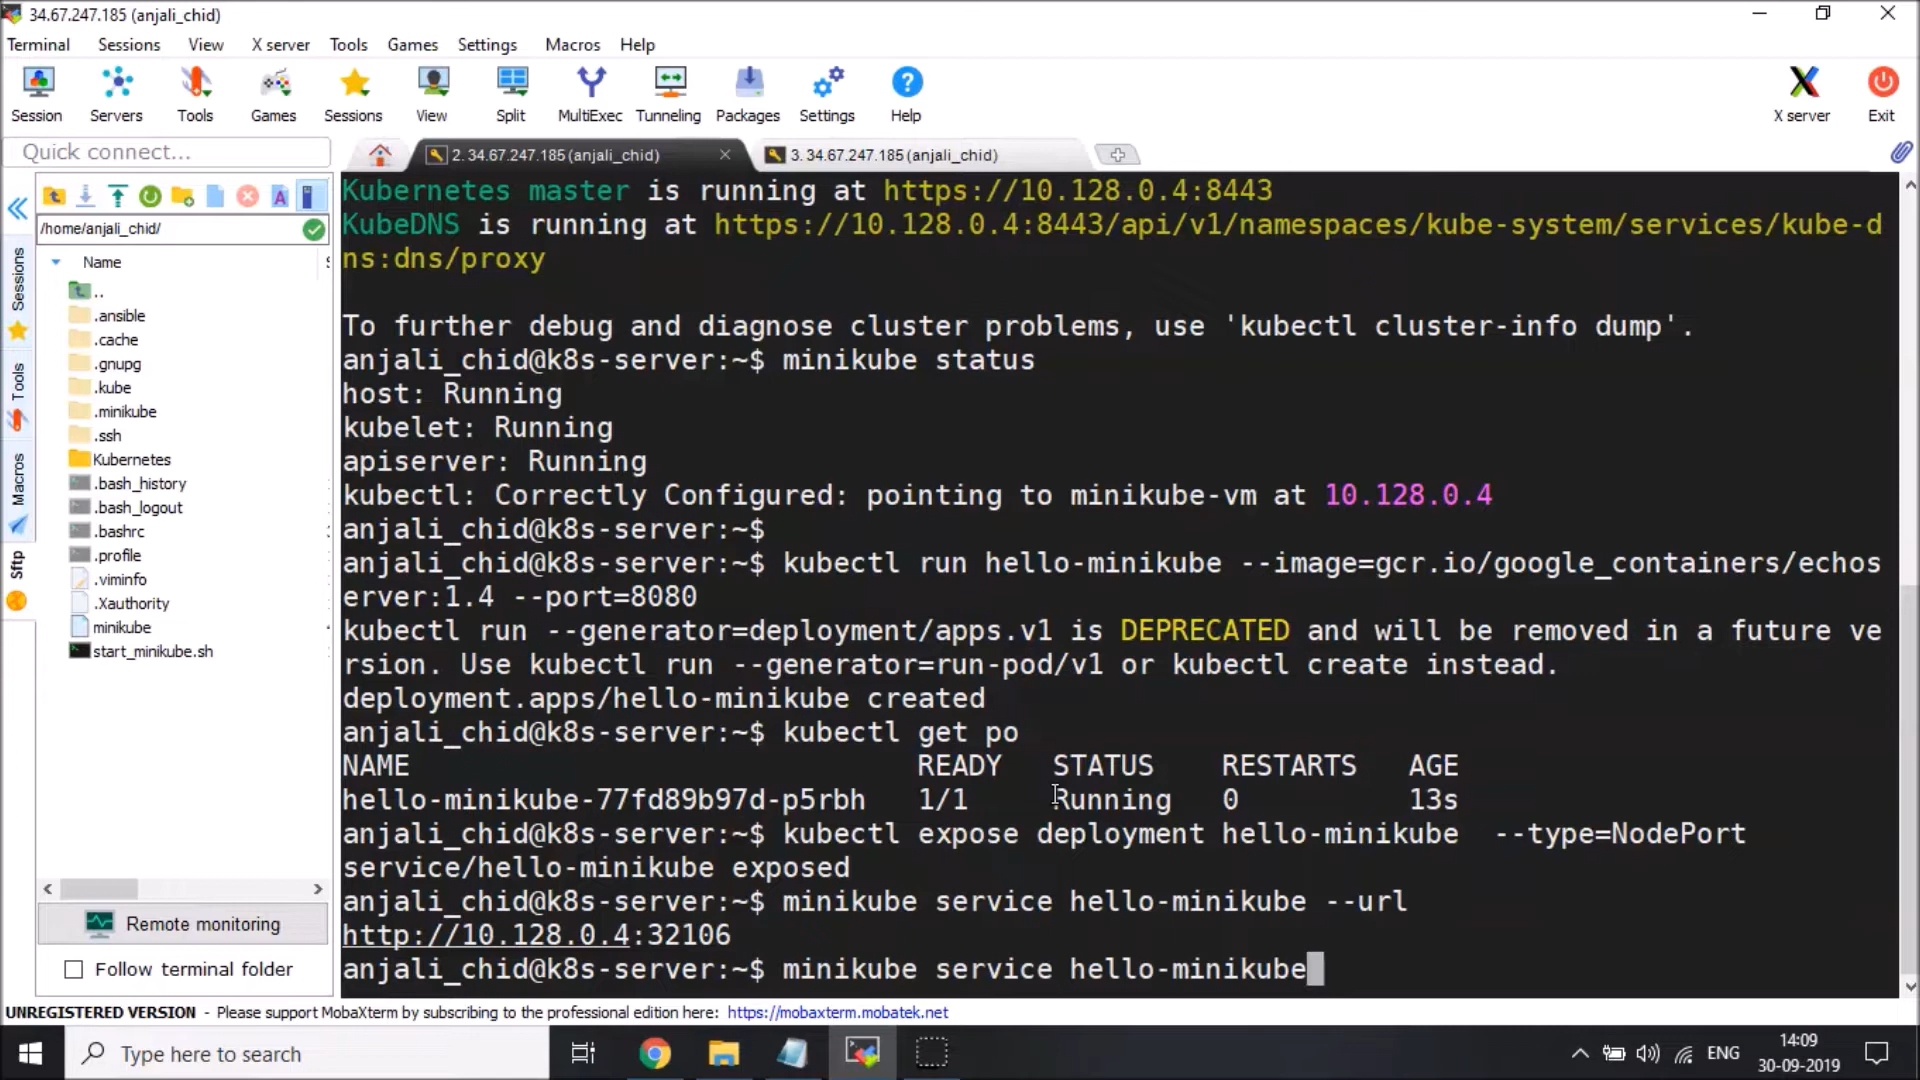 34.67.247.185 (anjali_chid)
Terminal Sessions View X server Tools Games Settings Macros Help
Session Servers Tools Games Sessions View Split MultiExec Tunneling Packages Settings Help X server Exit
Quick connect...
2. 34.67.247.185 (anjali_chid)
3. 34.67.247.185 (anjali_chid)
Sessions
Tools
Macros
Sftp
/home/anjali_chid/
Name
..
.ansible
.cache
.gnupg
.kube
.minikube
.ssh
Kubernetes
.bash_history
.bash_logout
.bashrc
.profile
.viminfo
.Xauthority
minikube
start_minikube.sh
Remote monitoring
Follow terminal folder
Kubernetes master is running at https://10.128.0.4:8443
KubeDNS is running at https://10.128.0.4:8443/api/v1/namespaces/kube-system/services/kube-d
ns:dns/proxy
To further debug and diagnose cluster problems, use 'kubectl cluster-info dump'.
anjali_chid@k8s-server:~$ minikube status
host: Running
kubelet: Running
apiserver: Running
kubectl: Correctly Configured: pointing to minikube-vm at 10.128.0.4
anjali_chid@k8s-server:~$
anjali_chid@k8s-server:~$ kubectl run hello-minikube --image=gcr.io/google_containers/echos
erver:1.4 --port=8080
kubectl run --generator=deployment/apps.v1 is DEPRECATED and will be removed in a future ve
rsion. Use kubectl run --generator=run-pod/v1 or kubectl create instead.
deployment.apps/hello-minikube created
anjali_chid@k8s-server:~$ kubectl get po
NAME READY STATUS RESTARTS AGE
hello-minikube-77fd89b97d-p5rbh 1/1 Running 0 13s
anjali_chid@k8s-server:~$ kubectl expose deployment hello-minikube --type=NodePort
service/hello-minikube exposed
anjali_chid@k8s-server:~$ minikube service hello-minikube --url
http://10.128.0.4:32106
anjali_chid@k8s-server:~$ minikube service hello-minikube
UNREGISTERED VERSION - Please support MobaXterm by subscribing to the professional edition here: https://mobaxterm.mobatek.net
Type here to search
ENG
14:09
30-09-2019